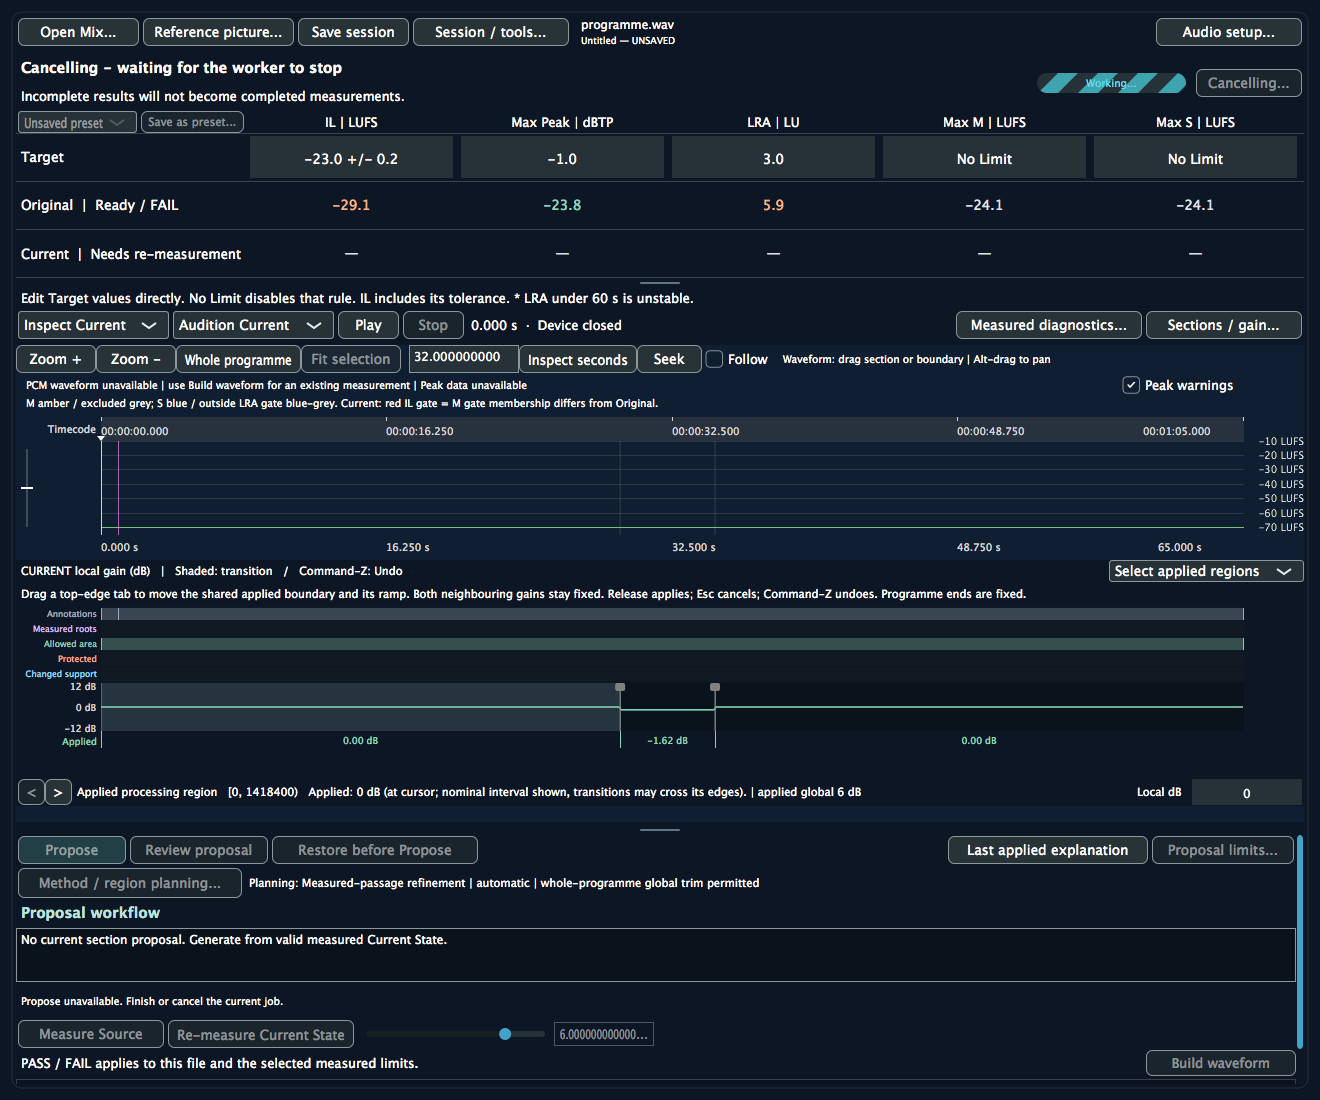 Open Mix... Reference picture... Save session Session / tools... programme.wav Audio setup...
Untitled — UNSAVED
Cancelling – waiting for the worker to stop
Working... Cancelling...
Incomplete results will not become completed measurements.
Unsaved preset Save as preset... IL | LUFS Max Peak | dBTP LRA | LU Max M | LUFS Max S | LUFS
Target −23.0 +/- 0.2 −1.0 3.0 No Limit No Limit
Original | Ready / FAIL −29.1 −23.8 5.9 −24.1 −24.1
Current | Needs re-measurement — — — — —
Edit Target values directly. No Limit disables that rule. IL includes its tolerance. * LRA under 60 s is unstable.
Inspect Current Audition Current Play Stop 0.000 s · Device closed Measured diagnostics... Sections / gain...
Zoom + Zoom − Whole programme Fit selection 32.000000000 Inspect seconds Seek Follow Waveform: drag section or boundary | Alt-drag to pan
PCM waveform unavailable | use Build waveform for an existing measurement | Peak data unavailable Peak warnings
M amber / excluded grey; S blue / outside LRA gate blue-grey. Current: red IL gate = M gate membership differs from Original.
Timecode 00:00:00.000 00:00:16.250 00:00:32.500 00:00:48.750 00:01:05.000
−10 LUFS
−20 LUFS
−30 LUFS
−40 LUFS
−50 LUFS
−60 LUFS
−70 LUFS
0.000 s 16.250 s 32.500 s 48.750 s 65.000 s
CURRENT local gain (dB) | Shaded: transition / Command-Z: Undo Select applied regions
Drag a top-edge tab to move the shared applied boundary and its ramp. Both neighbouring gains stay fixed. Release applies; Esc cancels; Command-Z undoes. Programme ends are fixed.
Annotations
Measured roots
Allowed area
Protected
Changed support
12 dB
0 dB
−12 dB
Applied 0.00 dB −1.62 dB 0.00 dB
< > Applied processing region [0, 1418400) Applied: 0 dB (at cursor; nominal interval shown, transitions may cross its edges). | applied global 6 dB Local dB 0
Propose Review proposal Restore before Propose Last applied explanation Proposal limits...
Method / region planning... Planning: Measured-passage refinement | automatic | whole-programme global trim permitted
Proposal workflow
No current section proposal. Generate from valid measured Current State.
Propose unavailable. Finish or cancel the current job.
Measure Source Re-measure Current State 6.000000000000...
PASS / FAIL applies to this file and the selected measured limits. Build waveform